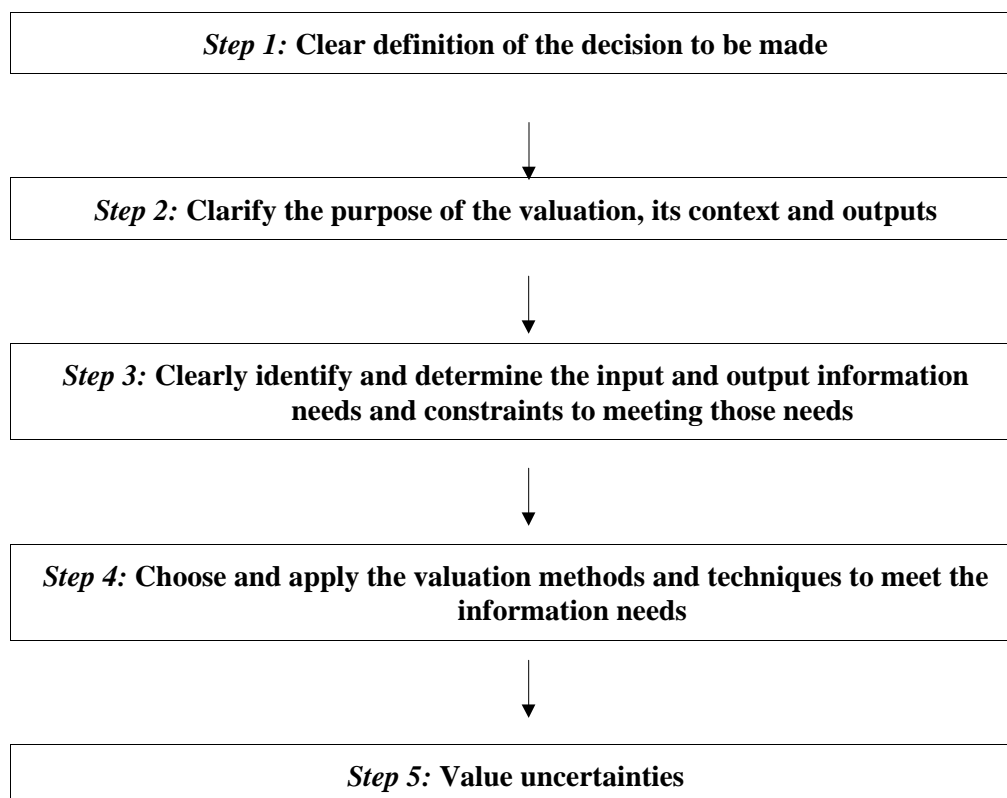 Step 1: Clear definition of the decision to be made
Step 2: Clarify the purpose of the valuation, its context and outputs
Step 3: Clearly identify and determine the input and output information
needs and constraints to meeting those needs
Step 4: Choose and apply the valuation methods and techniques to meet the
information needs
Step 5: Value uncertainties